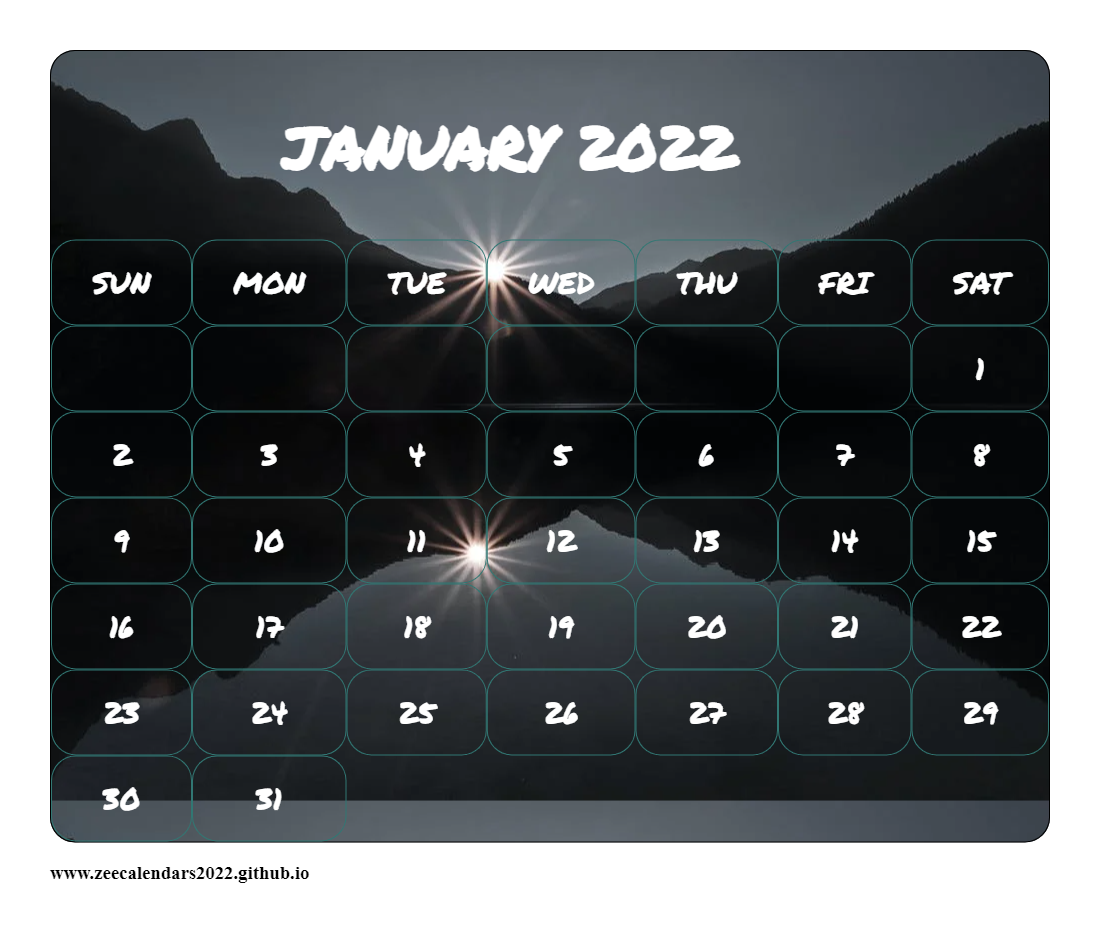 JANUARY 2022
SUN MON TUE WED THU FRI SAT
1
2 3 4 5 6 7 8
9 10 11 12 13 14 15
16 17 18 19 20 21 22
23 24 25 26 27 28 29
30 31
www.zeecalendars2022.github.io